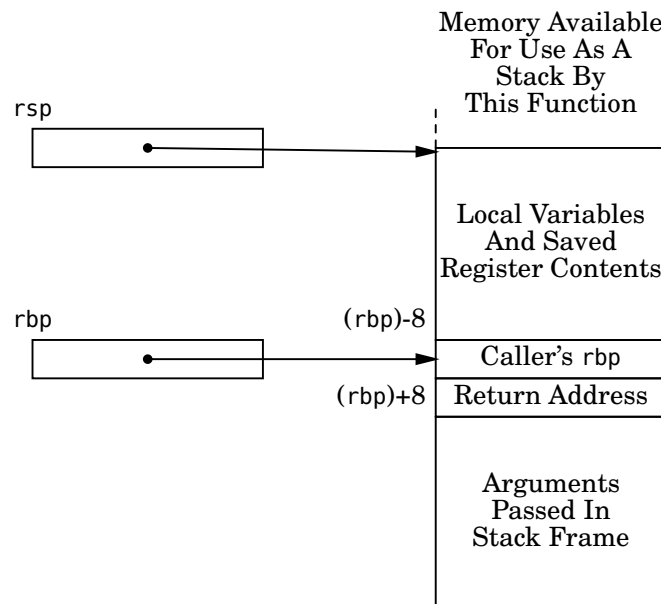 Memory Available
For Use As A
Stack By
This Function
rsp
Local Variables
And Saved
Register Contents
rbp
(rbp)-8
Caller's rbp
(rbp)+8
Return Address
Arguments
Passed In
Stack Frame